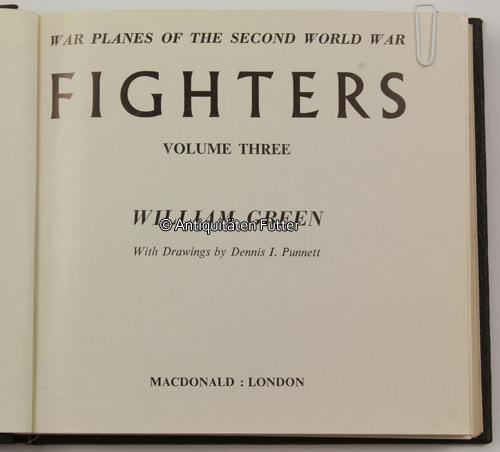 WAR PLANES OF THE SECOND WORLD WAR
FIGHTERS
VOLUME THREE
WILLIAM GREEN
© Antiquitäten Futter
With Drawings by Dennis I. Punnett
MACDONALD : LONDON